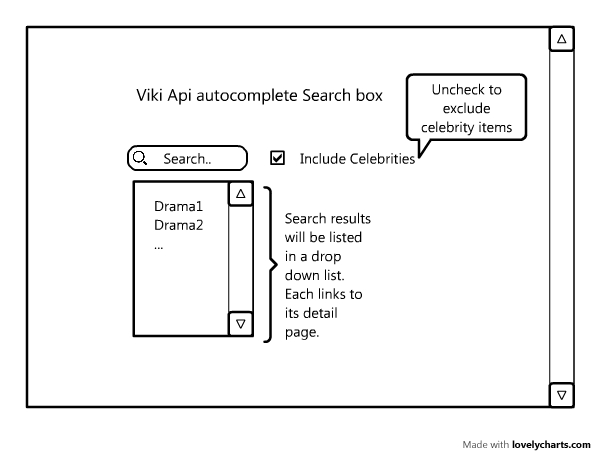 Viki Api autocomplete Search box
Uncheck to
exclude
celebrity items
Search..
Include Celebrities
Drama1
Drama2
...
Search results
will be listed
in a drop
down list.
Each links to
its detail
page.
Made with lovelycharts.com